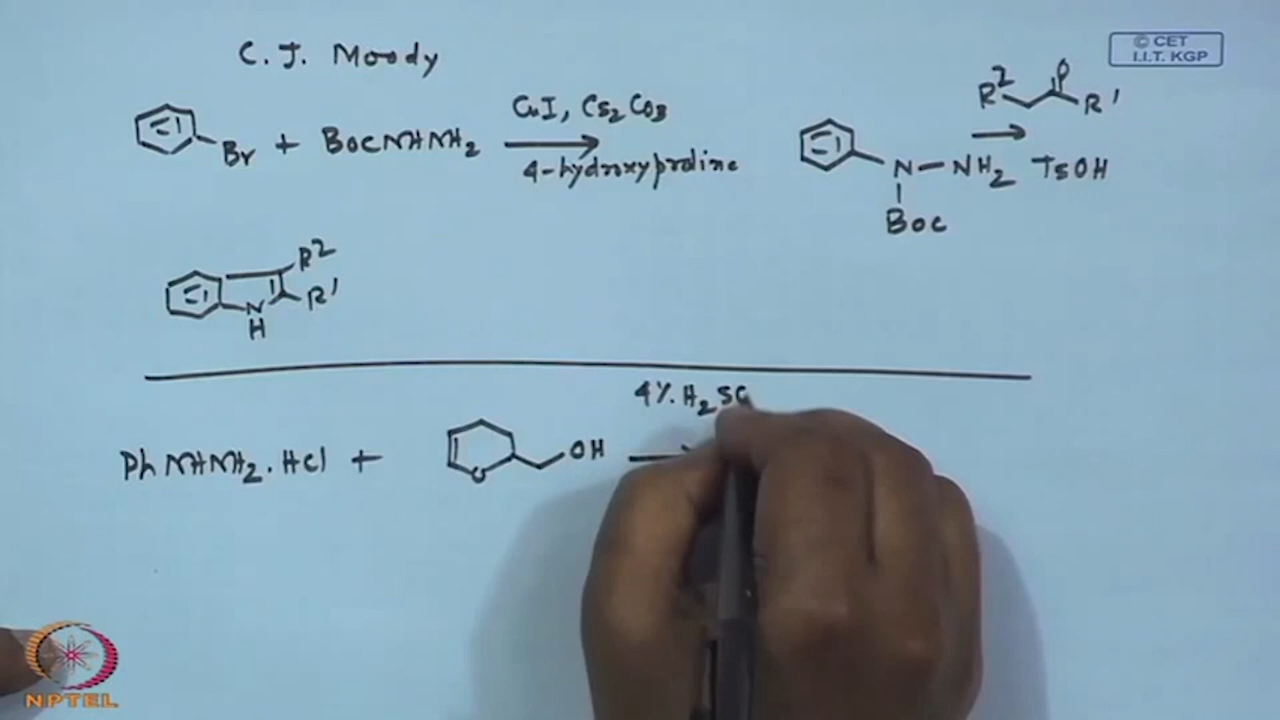 C. J. Moody
© CET
I.I.T. KGP
Br + BocNHNH2
CuI, Cs2CO3
4-hydroxyproline
N – NH2
Boc
R2 O R1
TsOH
R2
R1
N
H
PhNHNH2.HCl +
O
OH
4%. H2SO
NPTEL